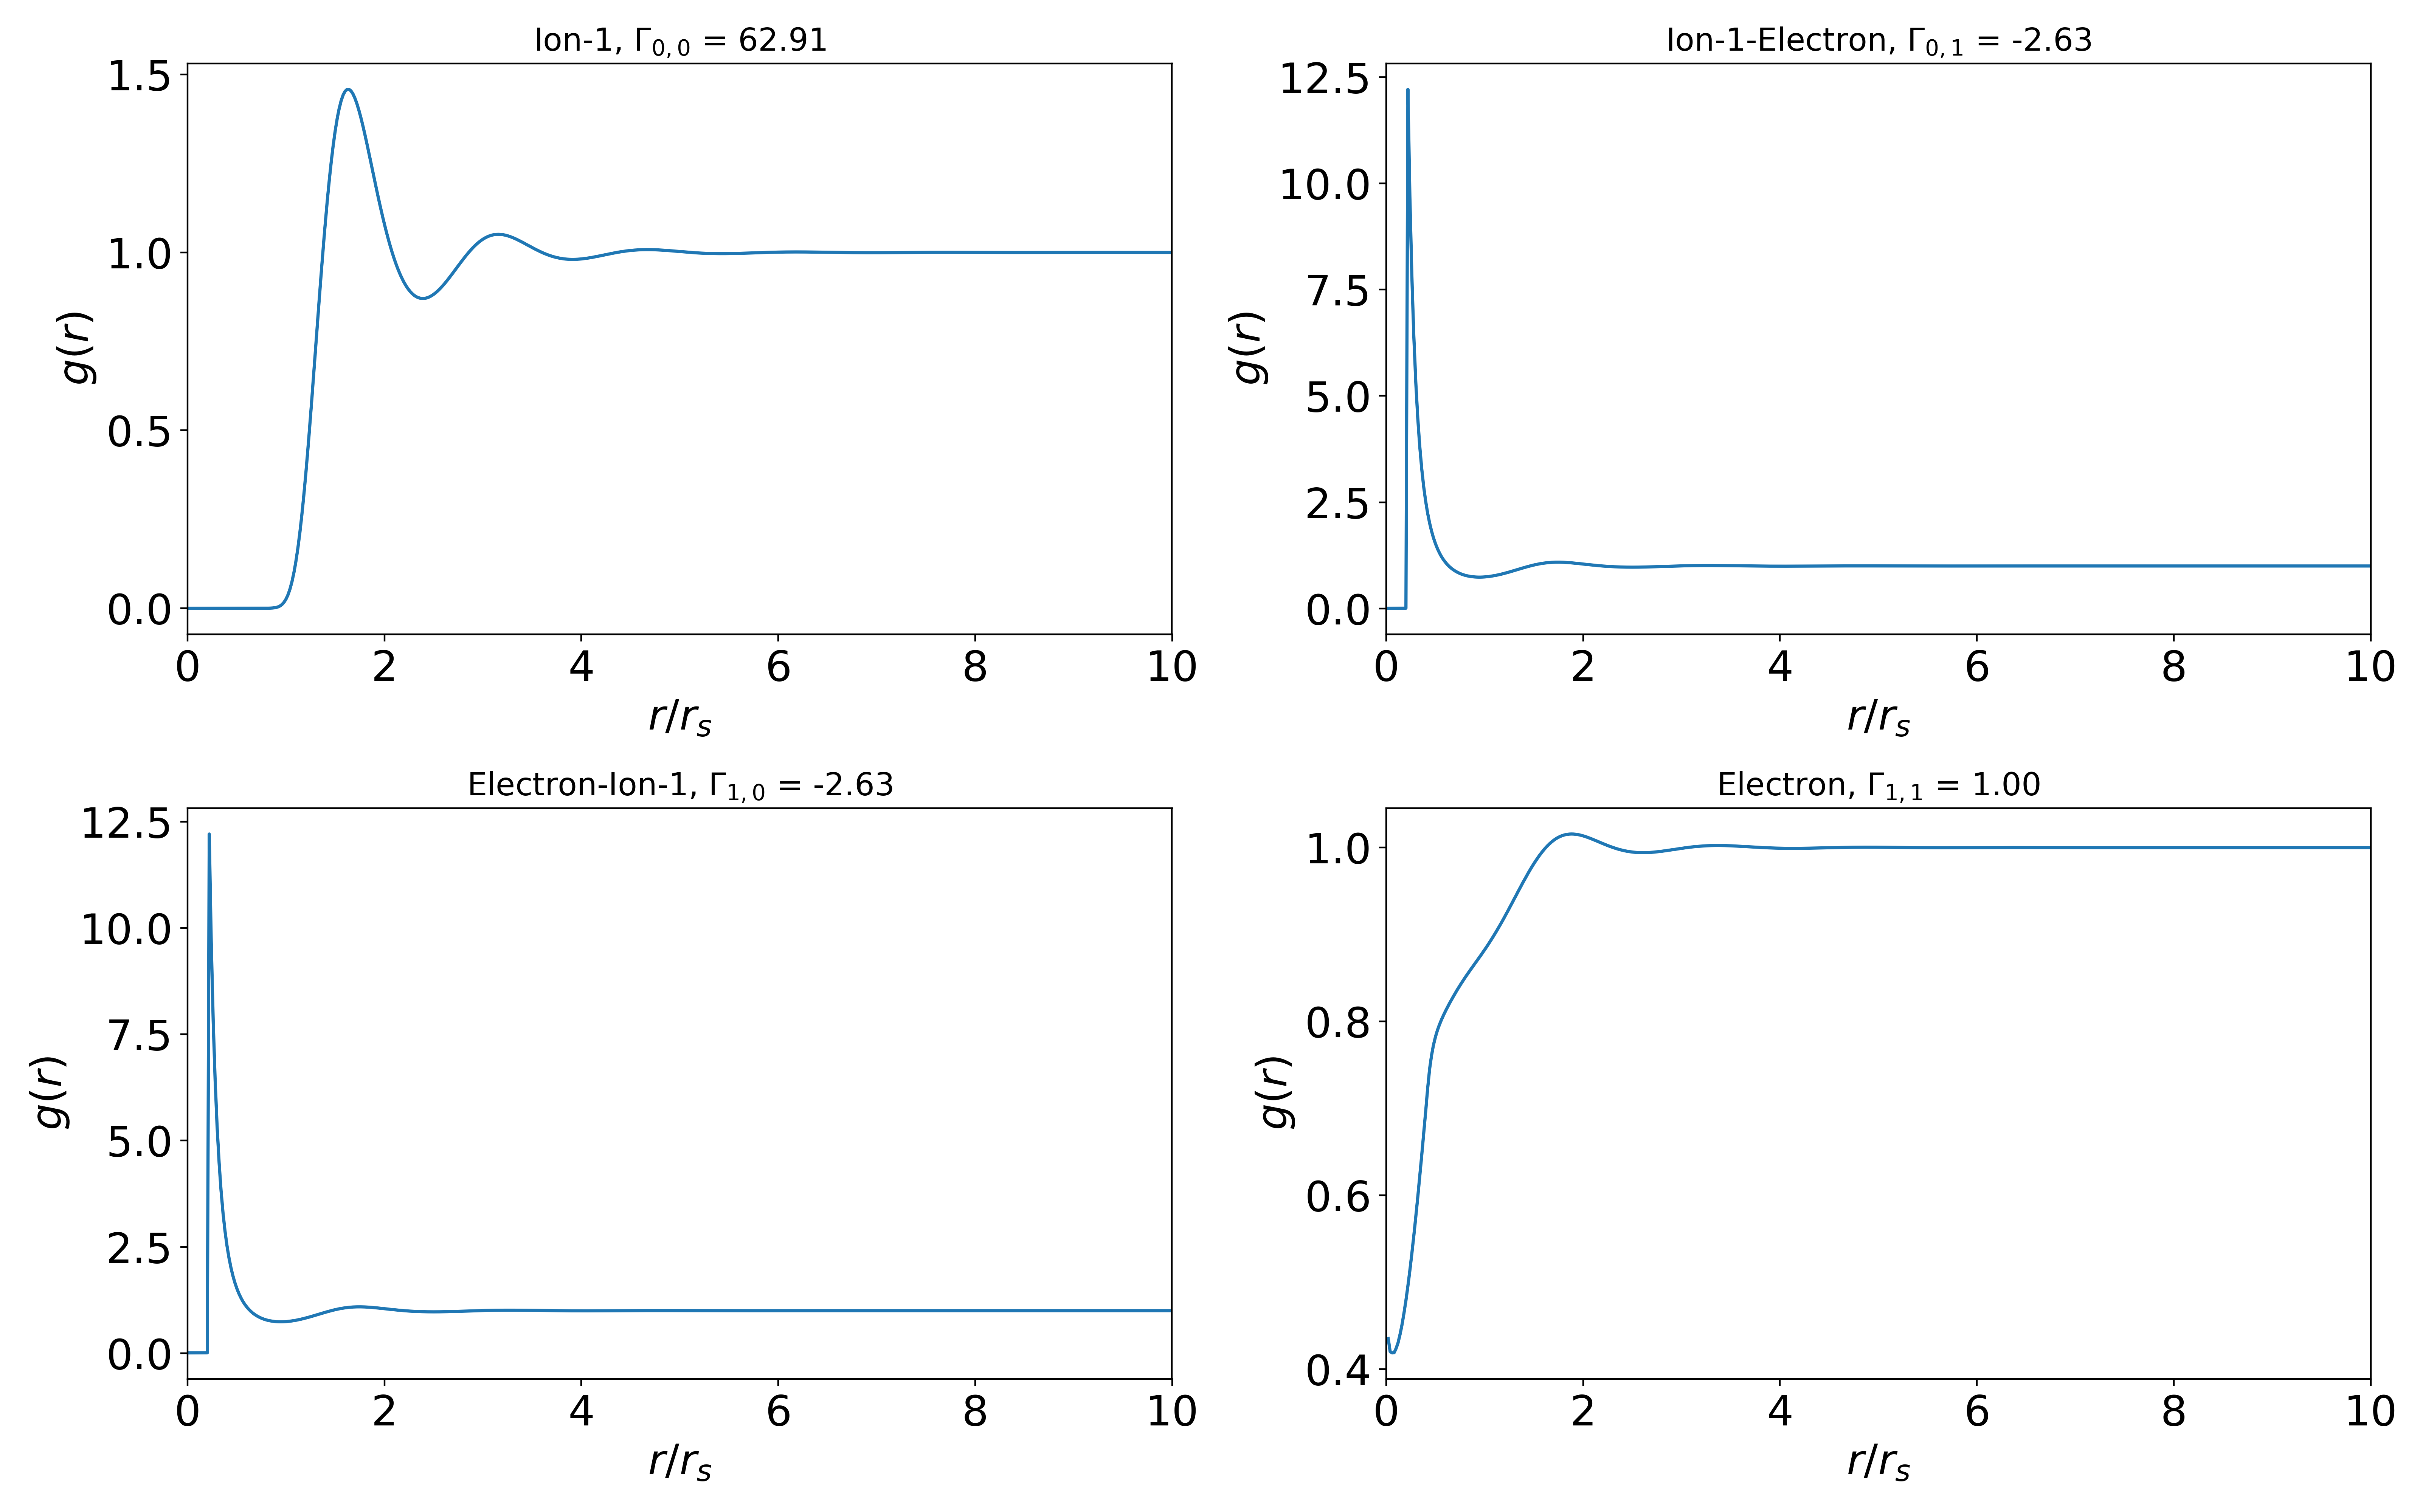 Ion-1, Γ0,0 = 62.91
1.5
1.0
0.5
0.0
g(r)
0 2 4 6 8 10
r/rs
Ion-1-Electron, Γ0,1 = -2.63
12.5
10.0
7.5
5.0
2.5
0.0
g(r)
0 2 4 6 8 10
r/rs
Electron-Ion-1, Γ1,0 = -2.63
12.5
10.0
7.5
5.0
2.5
0.0
g(r)
0 2 4 6 8 10
r/rs
Electron, Γ1,1 = 1.00
1.0
0.8
0.6
0.4
g(r)
0 2 4 6 8 10
r/rs